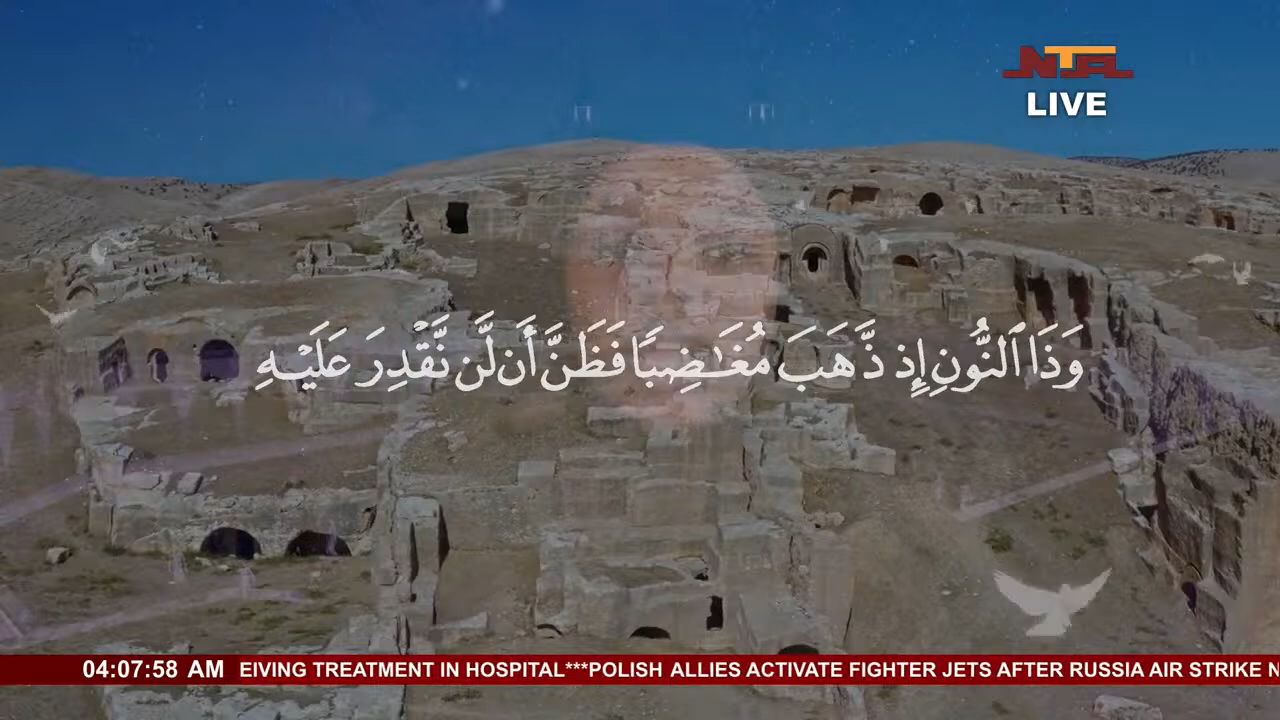 NTA
LIVE
وَذَا ٱلنُّونِ إِذ ذَّهَبَ مُغَـٰضِبًا فَظَنَّ أَن لَّن نَّقْدِرَ عَلَيْهِ
04:07:58 AM EIVING TREATMENT IN HOSPITAL***POLISH ALLIES ACTIVATE FIGHTER JETS AFTER RUSSIA AIR STRIKE N